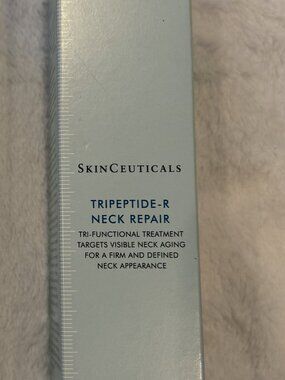 SKINCEUTICALS
TRIPEPTIDE-R
NECK REPAIR
TRI-FUNCTIONAL TREATMENT
TARGETS VISIBLE NECK AGING
FOR A FIRM AND DEFINED
NECK APPEARANCE